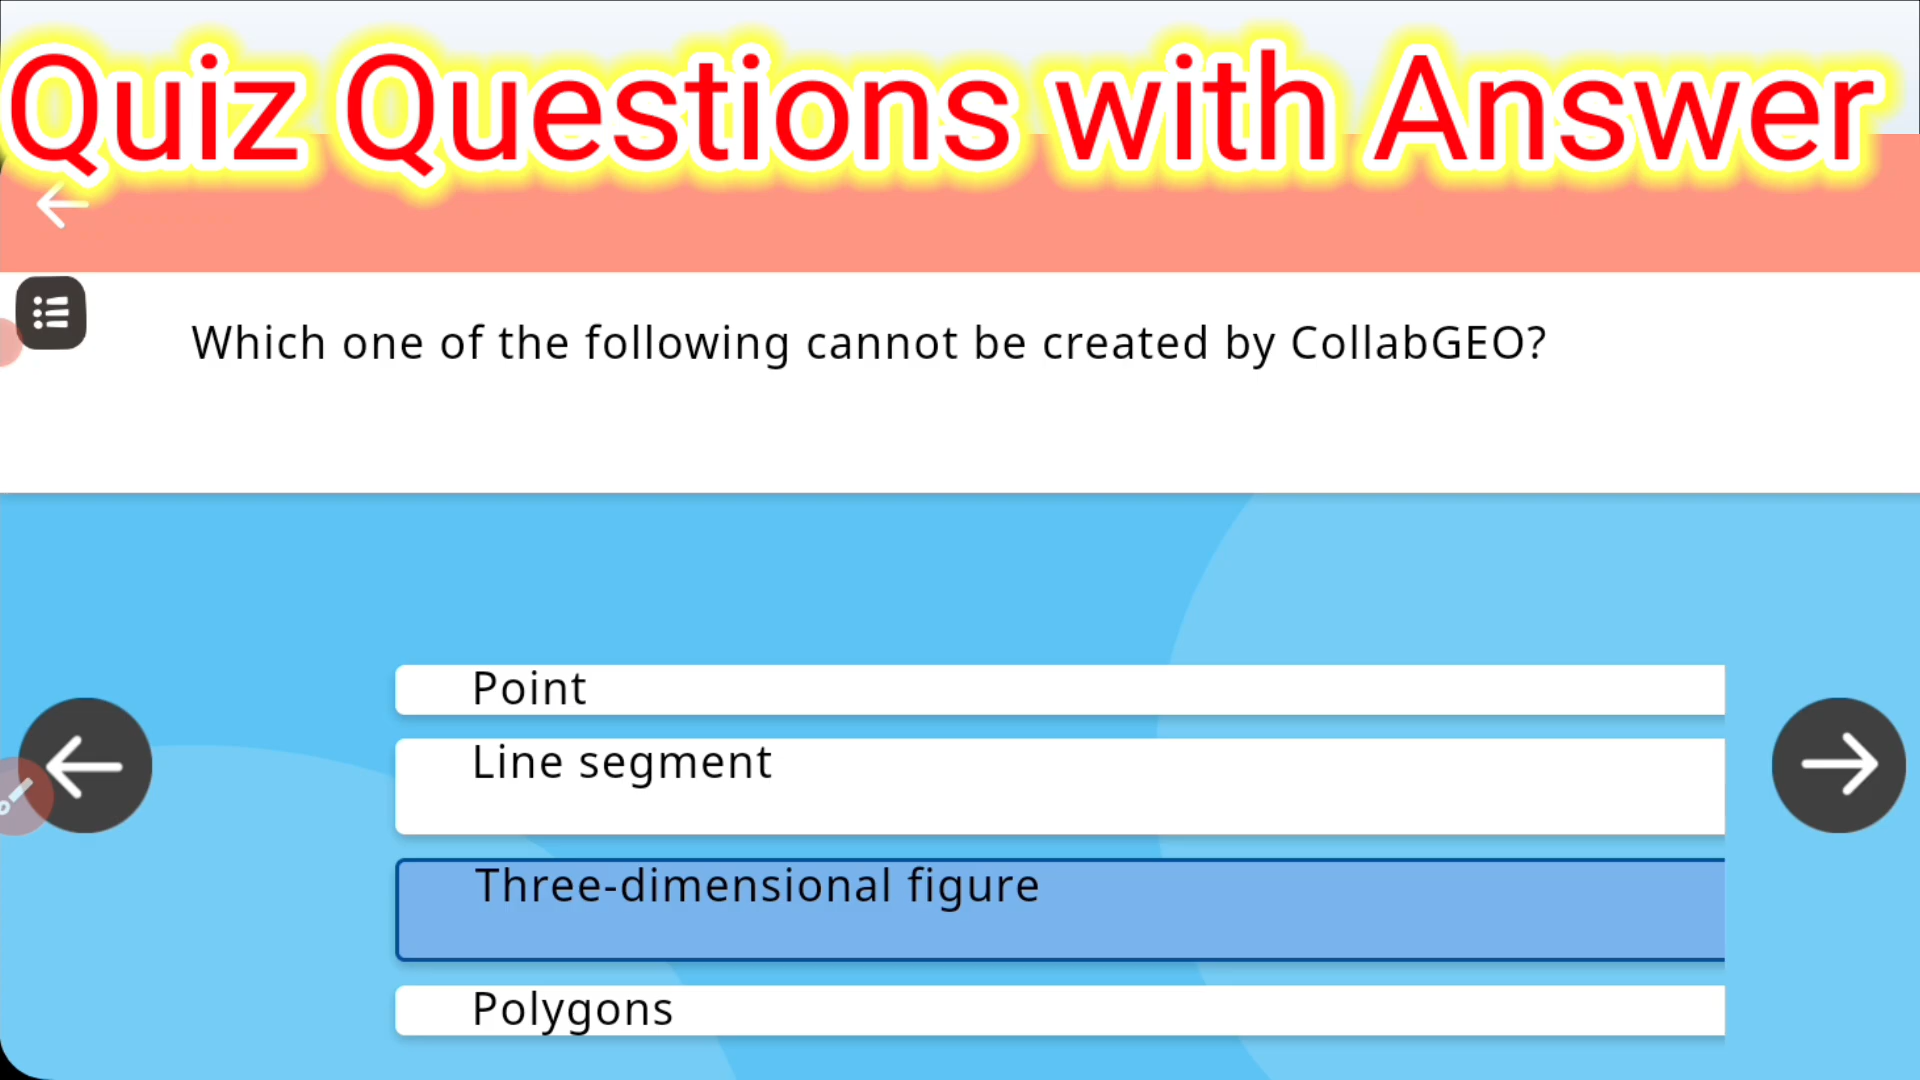 Quiz Questions with Answer
Which one of the following cannot be created by CollabGEO?
Point
Line segment
Three-dimensional figure
Polygons